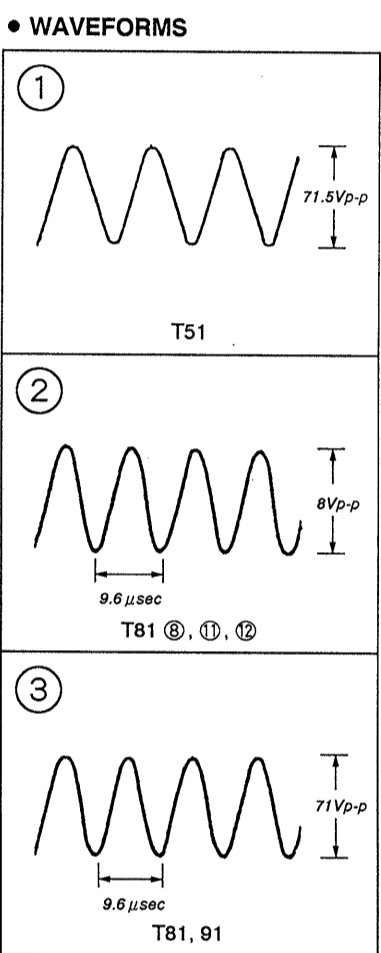 • WAVEFORMS
①
71.5Vp-p
T51
②
8Vp-p
9.6 μsec
T81 ⑧, ⑪, ⑫
③
71Vp-p
9.6 μsec
T81, 91